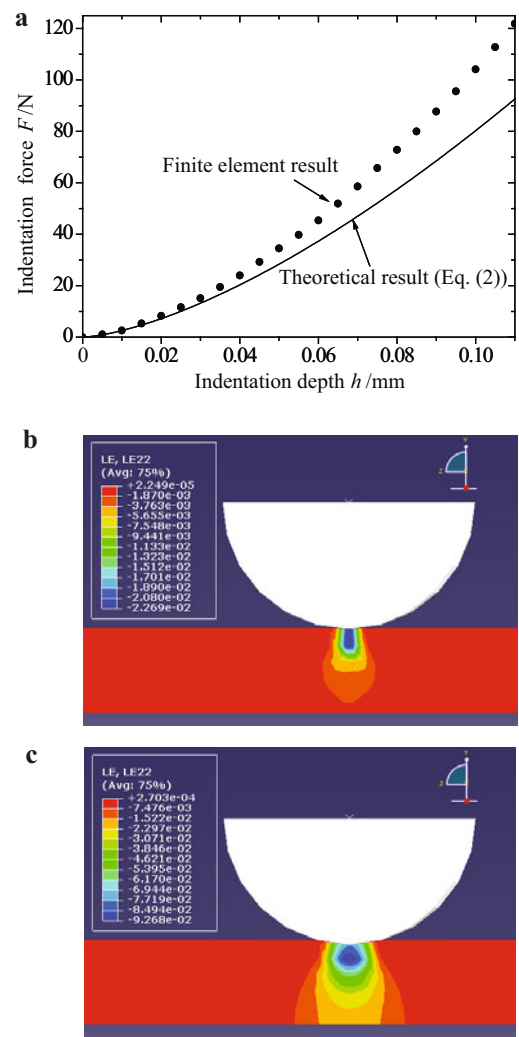 a
120
100
80
60
40
20
0
0
0.02
0.04
0.06
0.08
0.10
Indentation force F/N
Finite element result
Theoretical result (Eq. (2))
Indentation depth h/mm
b
LE, LE22
(Avg: 75%)
+2.249e-05
-1.870e-03
-3.763e-03
-5.655e-03
-7.548e-03
-9.441e-03
-1.133e-02
-1.323e-02
-1.512e-02
-1.701e-02
-1.890e-02
-2.080e-02
-2.269e-02
Y
Z
c
LE, LE22
(Avg: 75%)
+2.703e-04
-7.476e-03
-1.522e-02
-2.297e-02
-3.071e-02
-3.846e-02
-4.621e-02
-5.395e-02
-6.170e-02
-6.944e-02
-7.719e-02
-8.494e-02
-9.268e-02
Y
Z